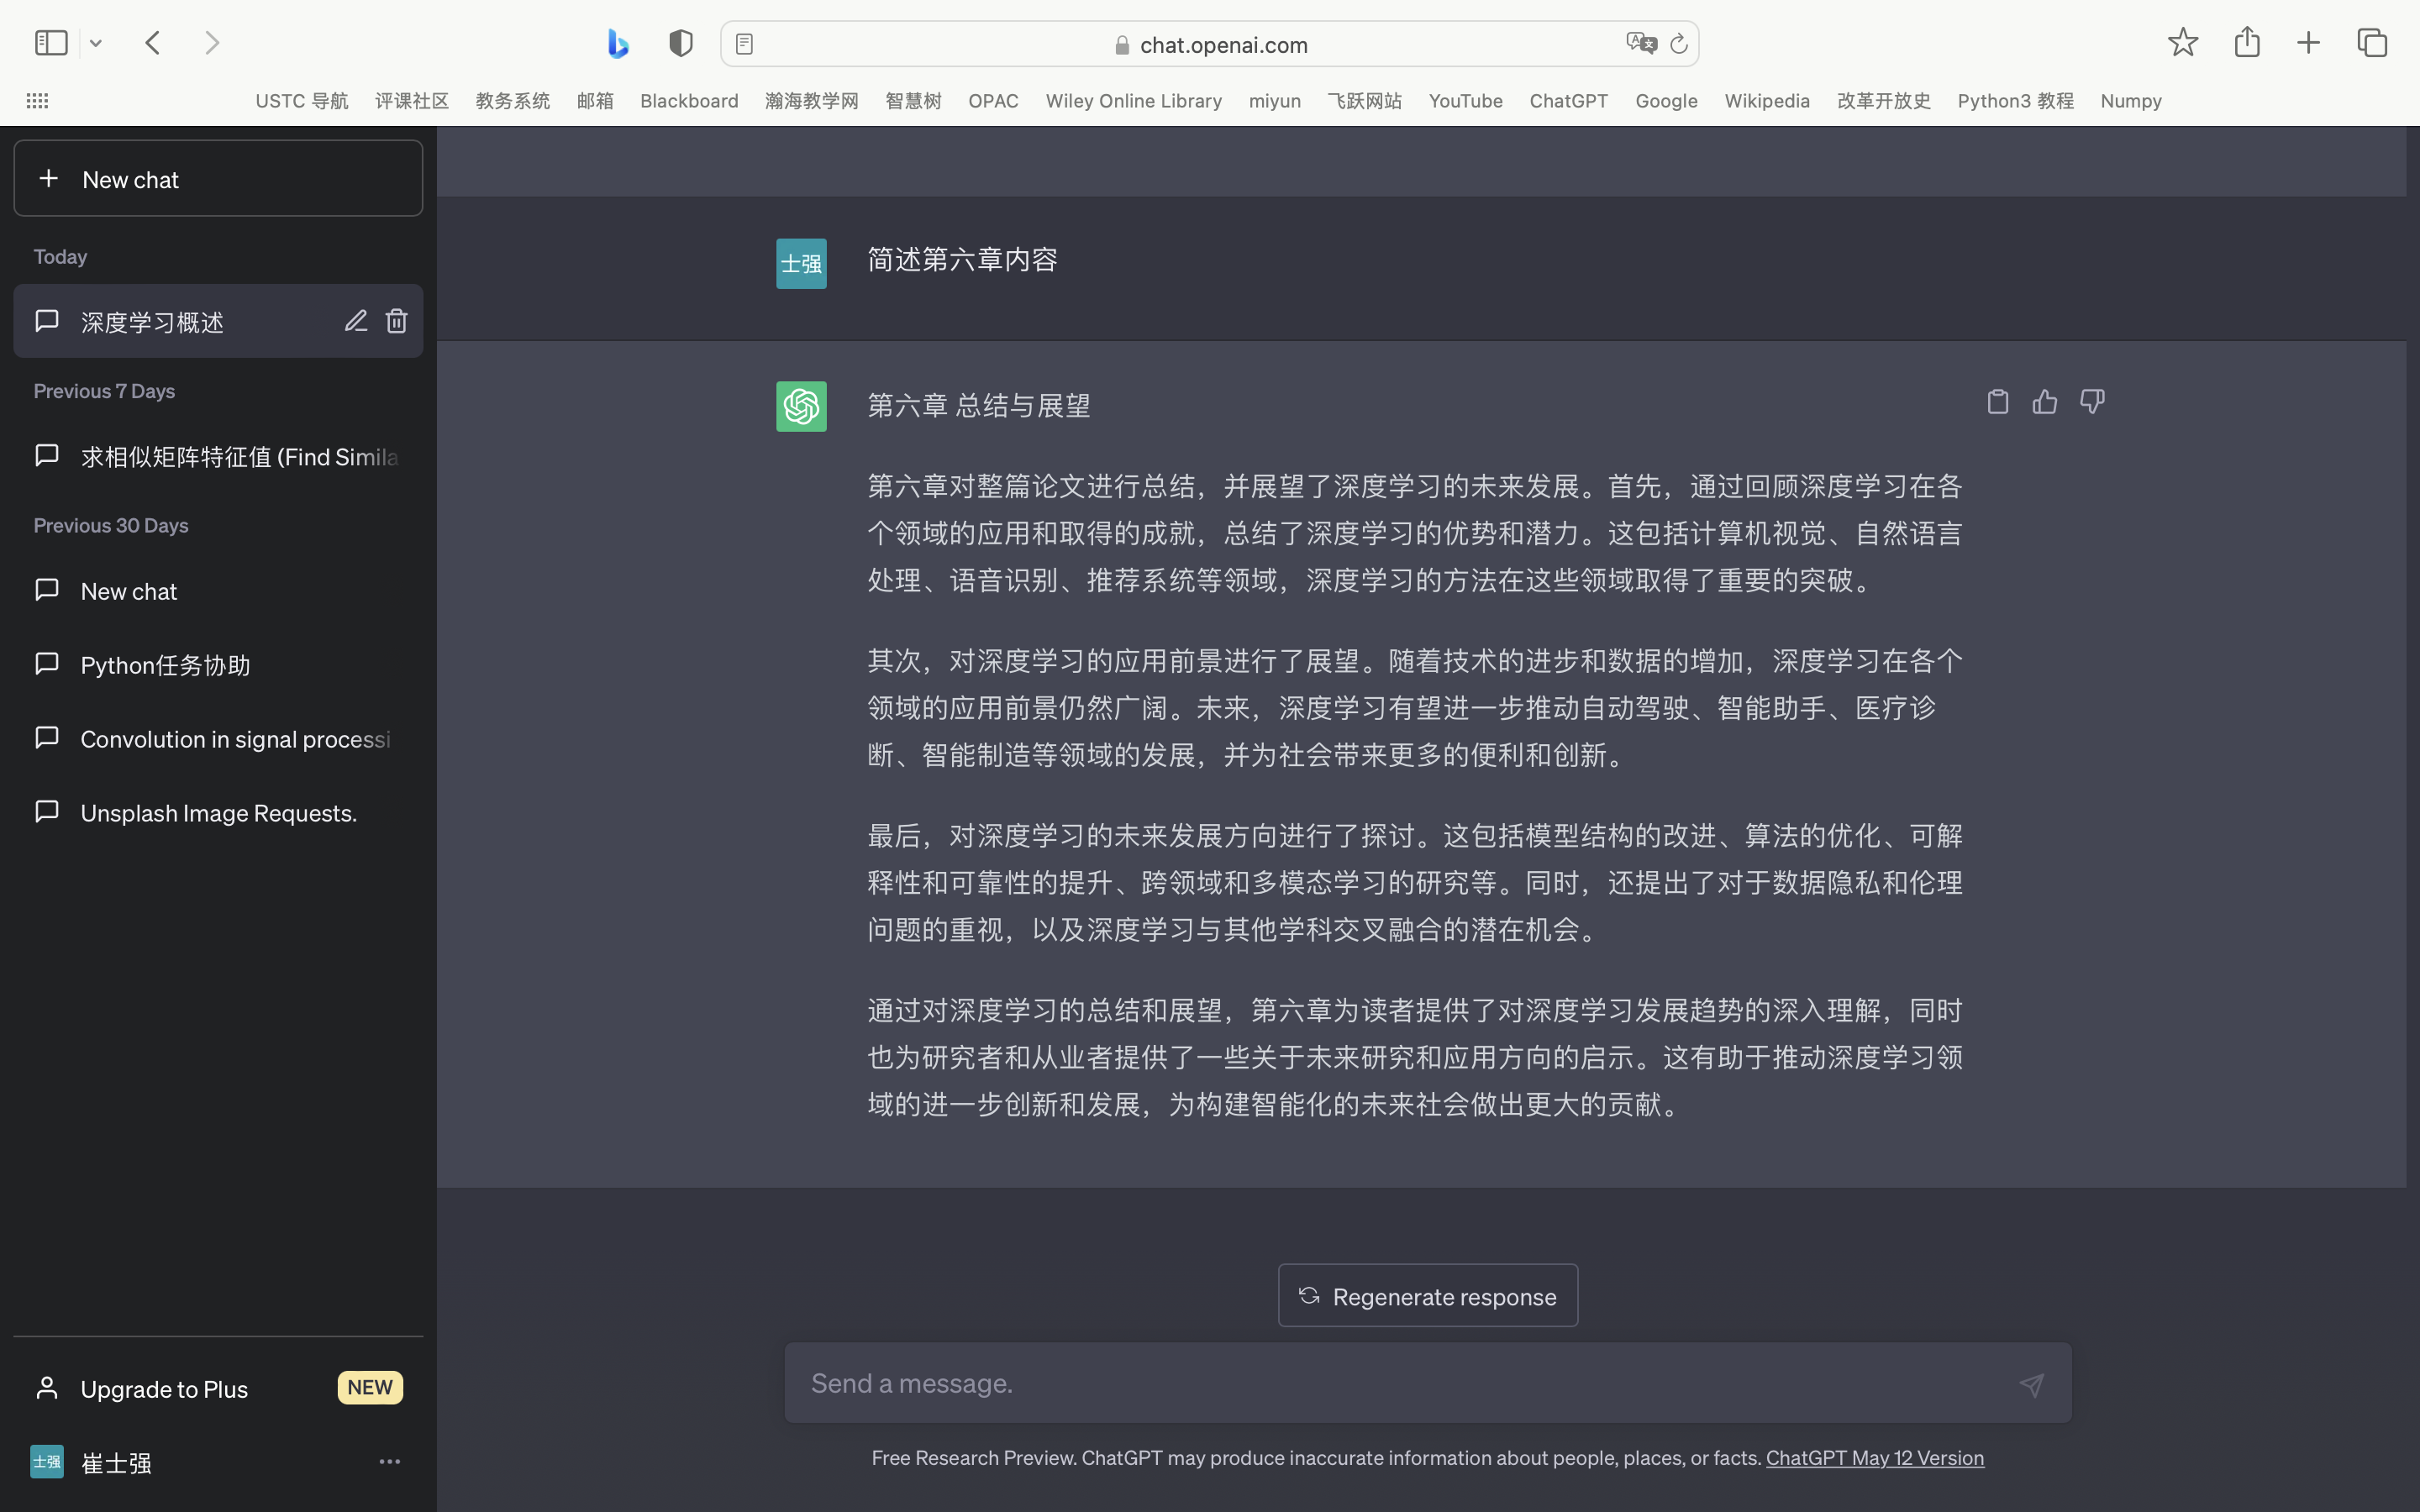 chat.openai.com
USTC 导航 评课社区 教务系统 邮箱 Blackboard 瀚海教学网 智慧树 OPAC Wiley Online Library miyun 飞跃网站 YouTube ChatGPT Google Wikipedia 改革开放史 Python3 教程 Numpy
New chat
Today
深度学习概述
Previous 7 Days
求相似矩阵特征值 (Find Simila
Previous 30 Days
New chat
Python任务协助
Convolution in signal processi
Unsplash Image Requests.
Upgrade to Plus NEW
士强 崔士强
士强 简述第六章内容
第六章 总结与展望
第六章对整篇论文进行总结，并展望了深度学习的未来发展。首先，通过回顾深度学习在各
个领域的应用和取得的成就，总结了深度学习的优势和潜力。这包括计算机视觉、自然语言
处理、语音识别、推荐系统等领域，深度学习的方法在这些领域取得了重要的突破。
其次，对深度学习的应用前景进行了展望。随着技术的进步和数据的增加，深度学习在各个
领域的应用前景仍然广阔。未来，深度学习有望进一步推动自动驾驶、智能助手、医疗诊
断、智能制造等领域的发展，并为社会带来更多的便利和创新。
最后，对深度学习的未来发展方向进行了探讨。这包括模型结构的改进、算法的优化、可解
释性和可靠性的提升、跨领域和多模态学习的研究等。同时，还提出了对于数据隐私和伦理
问题的重视，以及深度学习与其他学科交叉融合的潜在机会。
通过对深度学习的总结和展望，第六章为读者提供了对深度学习发展趋势的深入理解，同时
也为研究者和从业者提供了一些关于未来研究和应用方向的启示。这有助于推动深度学习领
域的进一步创新和发展，为构建智能化的未来社会做出更大的贡献。
Regenerate response
Send a message.
Free Research Preview. ChatGPT may produce inaccurate information about people, places, or facts. ChatGPT May 12 Version